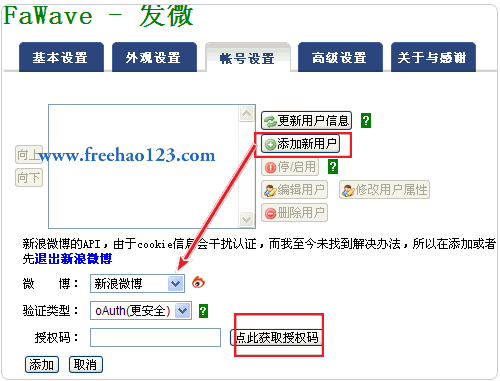 FaWave - 发微
基本设置 外观设置 帐号设置 高级设置 关于与感谢
更新用户信息 ?
添加新用户
向上 www.freehao123.com 停/启用 ?
向下 编辑用户 修改用户属性
删除用户
新浪微博的API，由于cookie信息会干扰认证，而我至今未找到解决办法，所以在添加或者
先退出新浪微博
微 博： 新浪微博
验证类型： oAuth(更安全) ?
授权码： 点此获取授权码
添加 取消